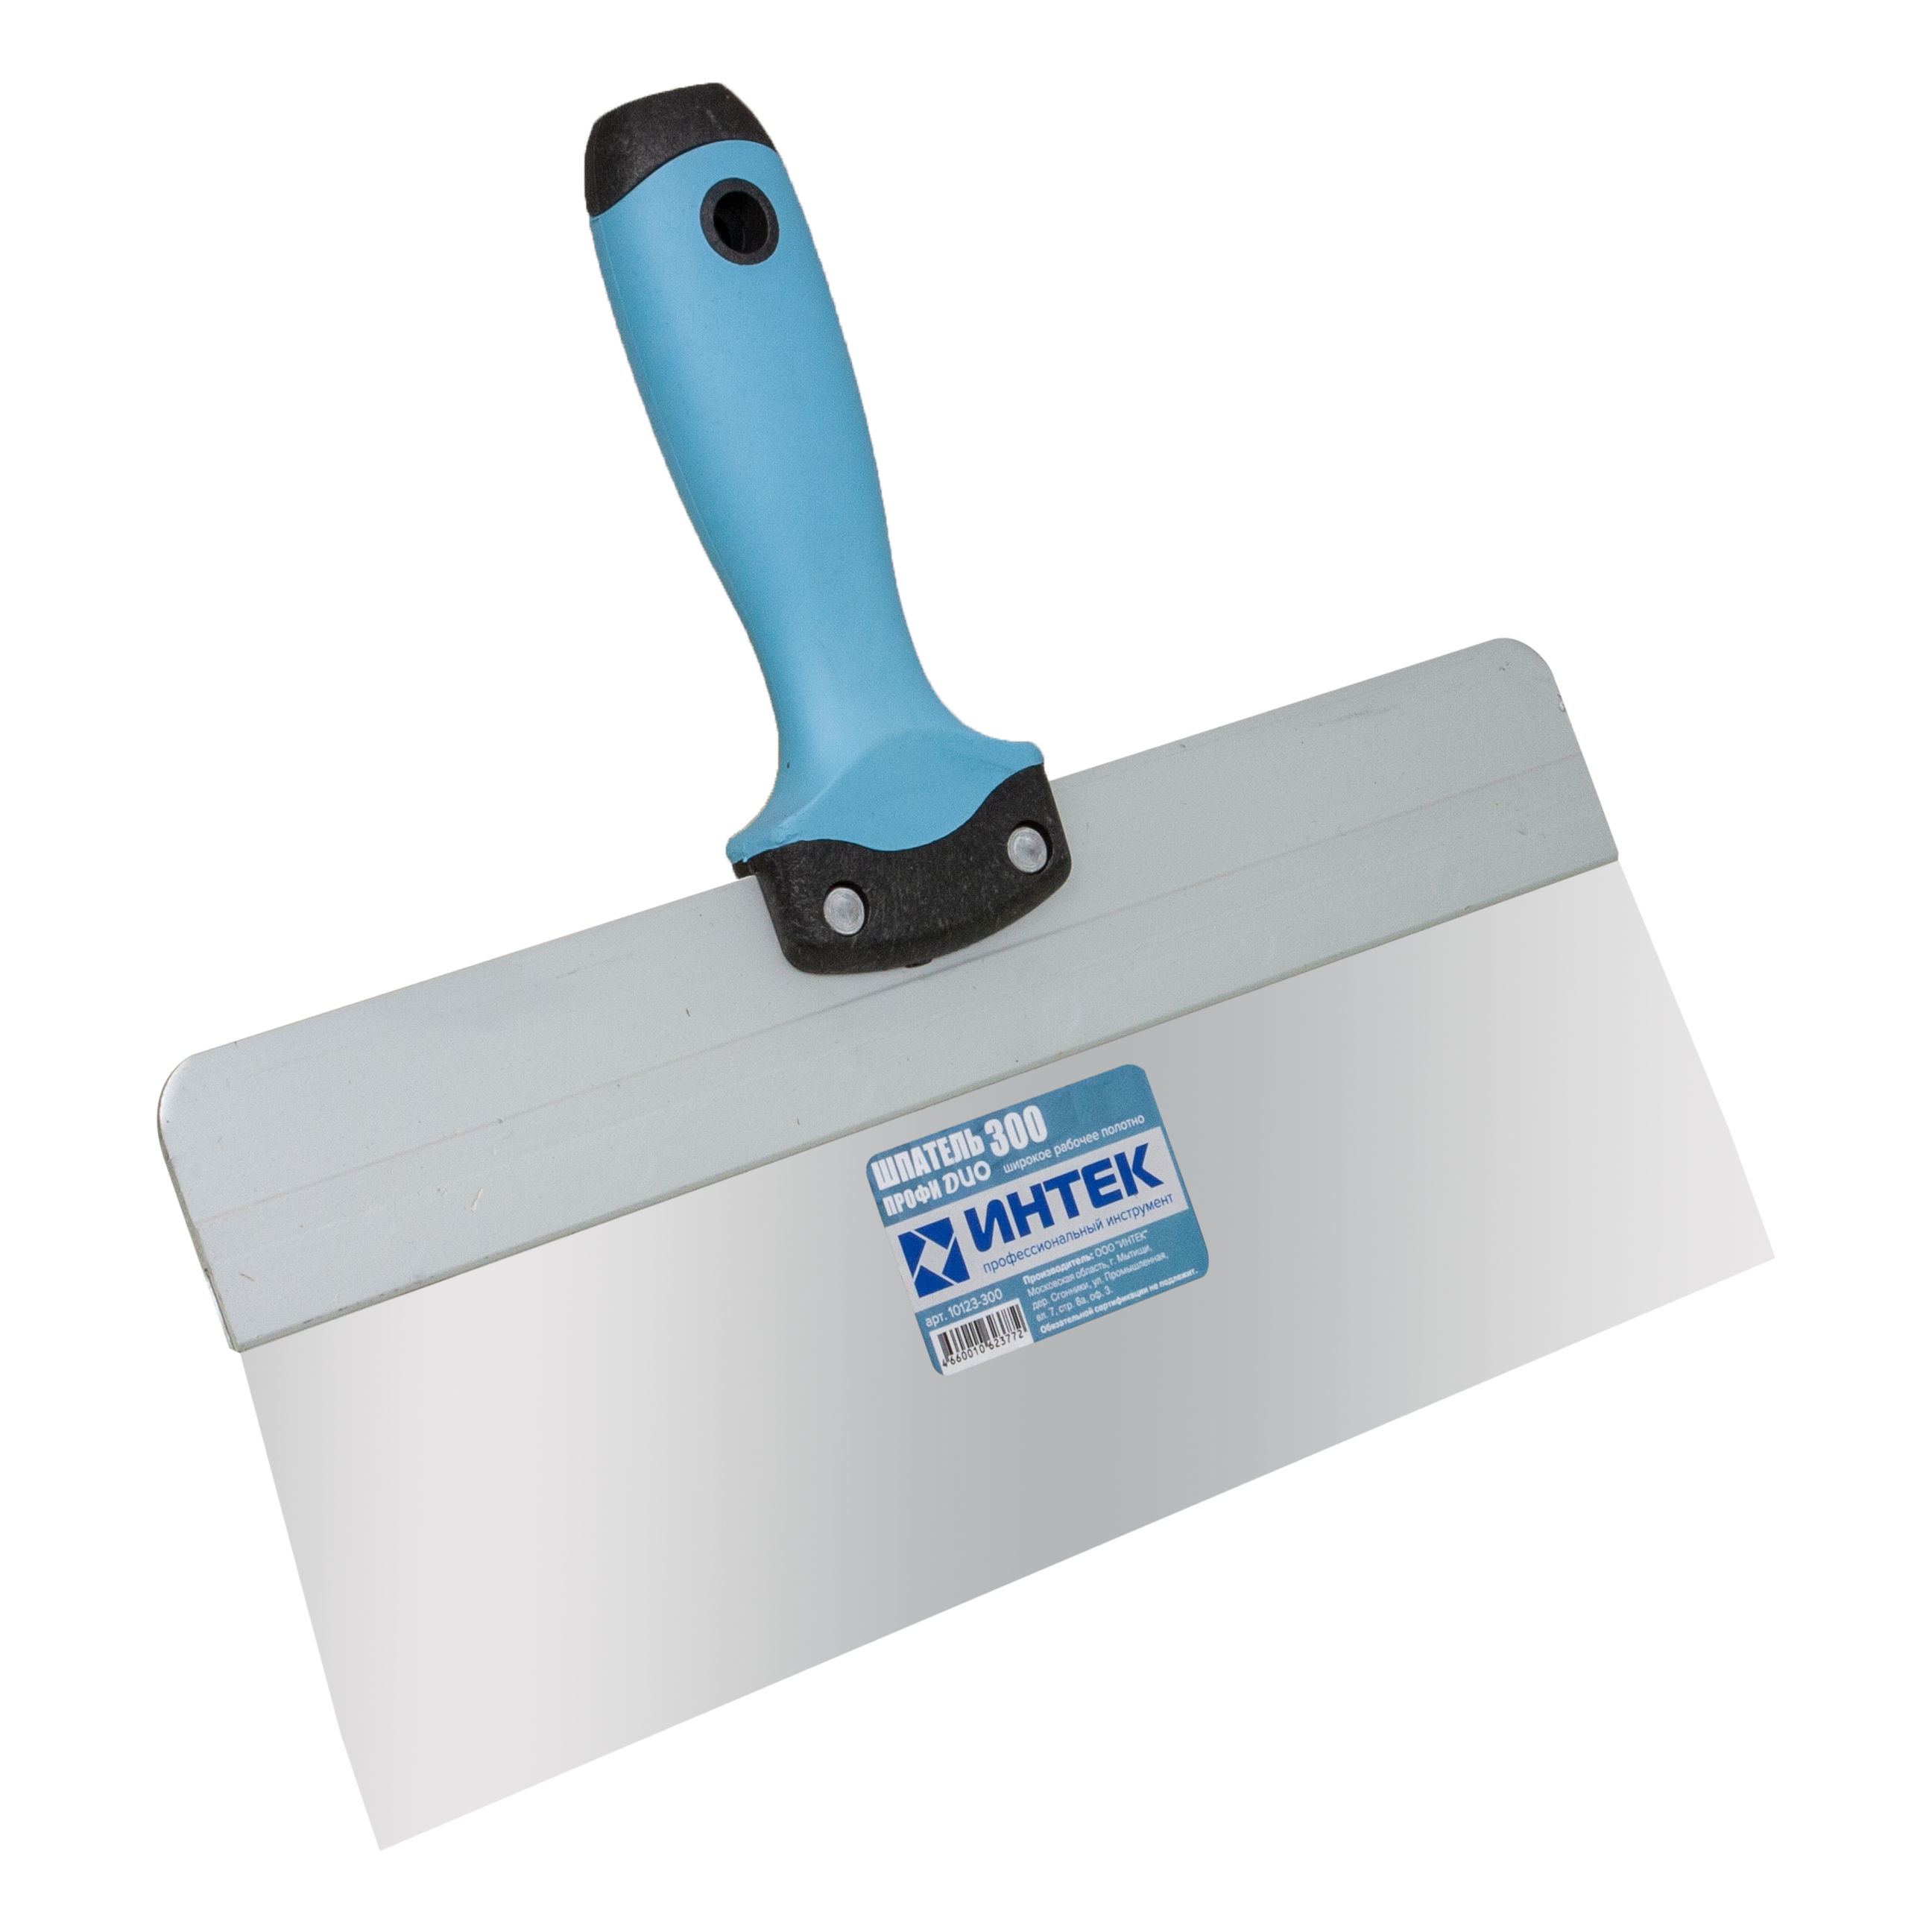 ШПАТЕЛЬ 300
ПРОФИ DUO широкое рабочее полотно
ИНТЕК
профессиональный инструмент
арт. 10123-300
4660010623772
Производитель: ООО "ИНТЕК"
Московская область, г. Мытищи,
дер. Сгонники, ул. Промышленная,
вл. 7, стр. 8а, оф. 3.
Обязательной сертификации не подлежит.